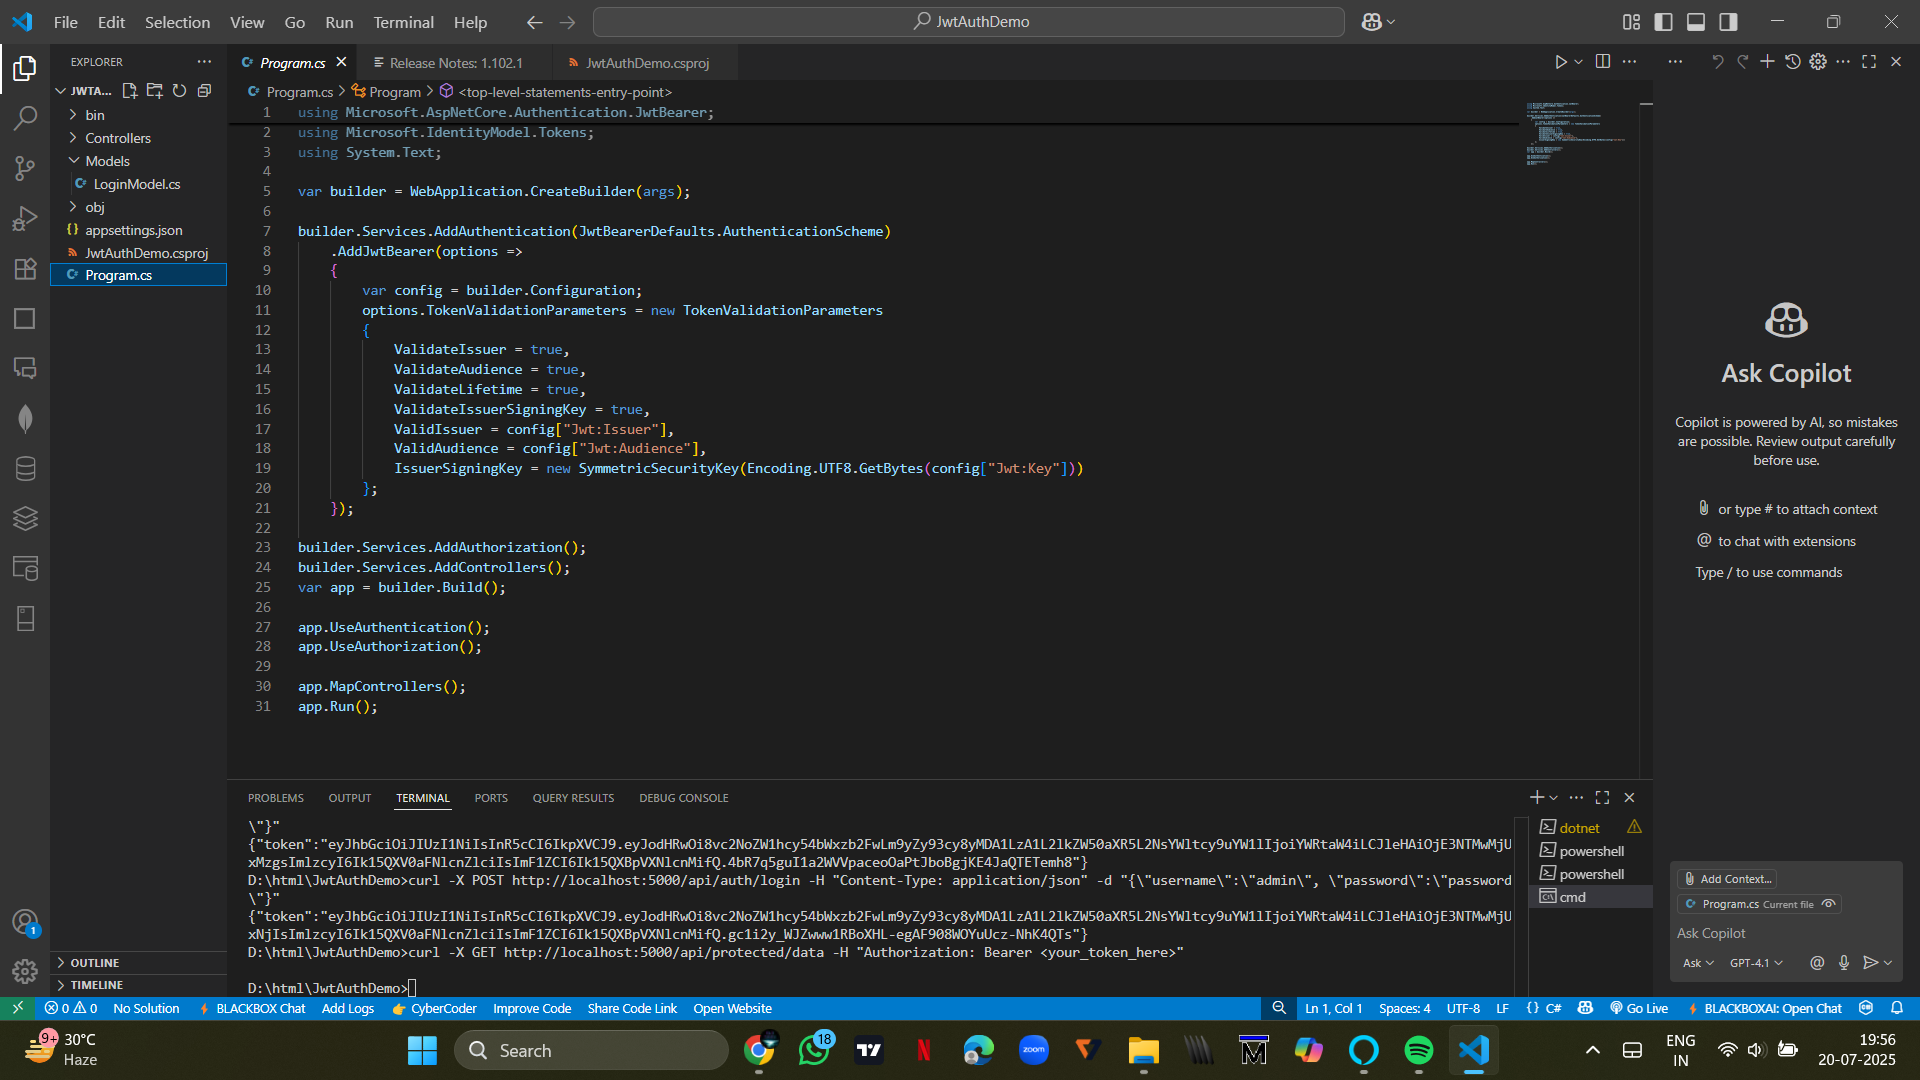 File Edit Selection View Go Run Terminal Help
JwtAuthDemo
EXPLORER
JWTA...
bin
Controllers
Models
LoginModel.cs
obj
appsettings.json
JwtAuthDemo.csproj
Program.cs
OUTLINE
TIMELINE
Program.cs
Release Notes: 1.102.1
JwtAuthDemo.csproj
Program.cs > Program > <top-level-statements-entry-point>
1 using Microsoft.AspNetCore.Authentication.JwtBearer;
2 using Microsoft.IdentityModel.Tokens;
3 using System.Text;
4
5 var builder = WebApplication.CreateBuilder(args);
6
7 builder.Services.AddAuthentication(JwtBearerDefaults.AuthenticationScheme)
8 .AddJwtBearer(options =>
9 {
10 var config = builder.Configuration;
11 options.TokenValidationParameters = new TokenValidationParameters
12 {
13 ValidateIssuer = true,
14 ValidateAudience = true,
15 ValidateLifetime = true,
16 ValidateIssuerSigningKey = true,
17 ValidIssuer = config["Jwt:Issuer"],
18 ValidAudience = config["Jwt:Audience"],
19 IssuerSigningKey = new SymmetricSecurityKey(Encoding.UTF8.GetBytes(config["Jwt:Key"]))
20 };
21 });
22
23 builder.Services.AddAuthorization();
24 builder.Services.AddControllers();
25 var app = builder.Build();
26
27 app.UseAuthentication();
28 app.UseAuthorization();
29
30 app.MapControllers();
31 app.Run();
PROBLEMS OUTPUT TERMINAL PORTS QUERY RESULTS DEBUG CONSOLE
\"}"
{"token":"eyJhbGciOiJIUzI1NiIsInR5cCI6IkpXVCJ9.eyJodHRwOi8vc2NoZW1hcy54bWxzb2FwLm9yZy93cy8yMDA1LzA1L2lkZW50aXR5L2NsYWltcy9uYW1lIjoiYWRtaW4iLCJleHAiOjE3NTMwMjU
xMzgsImlzcyI6Ik15QXV0aFNlcnZlciIsImF1ZCI6Ik15QXBpVXNlcnMifQ.4bR7q5guI1a2WVVpaceoOaPtJboBgjKE4JaQTETemh8"}
D:\html\JwtAuthDemo>curl -X POST http://localhost:5000/api/auth/login -H "Content-Type: application/json" -d "{\"username\":\"admin\", \"password\":\"password
\"}"
{"token":"eyJhbGciOiJIUzI1NiIsInR5cCI6IkpXVCJ9.eyJodHRwOi8vc2NoZW1hcy54bWxzb2FwLm9yZy93cy8yMDA1LzA1L2lkZW50aXR5L2NsYWltcy9uYW1lIjoiYWRtaW4iLCJleHAiOjE3NTMwMjU
xNjIsImlzcyI6Ik15QXV0aFNlcnZlciIsImF1ZCI6Ik15QXBpVXNlcnMifQ.gc1i2y_WJZwww1RBoXHL-egAF908WOYuUcz-NhK4QTs"}
D:\html\JwtAuthDemo>curl -X GET http://localhost:5000/api/protected/data -H "Authorization: Bearer <your_token_here>"
D:\html\JwtAuthDemo>
dotnet
powershell
powershell
cmd
Ask Copilot
Copilot is powered by AI, so mistakes
are possible. Review output carefully
before use.
or type # to attach context
@ to chat with extensions
Type / to use commands
Add Context...
Program.cs Current file
Ask Copilot
Ask GPT-4.1
1
0 0 No Solution BLACKBOX Chat Add Logs CyberCoder Improve Code Share Code Link Open Website
Ln 1, Col 1 Spaces: 4 UTF-8 LF {} C# Go Live BLACKBOXAI: Open Chat
9+
30°C
Haze
Search
18
zoom
ENG
IN
19:56
20-07-2025